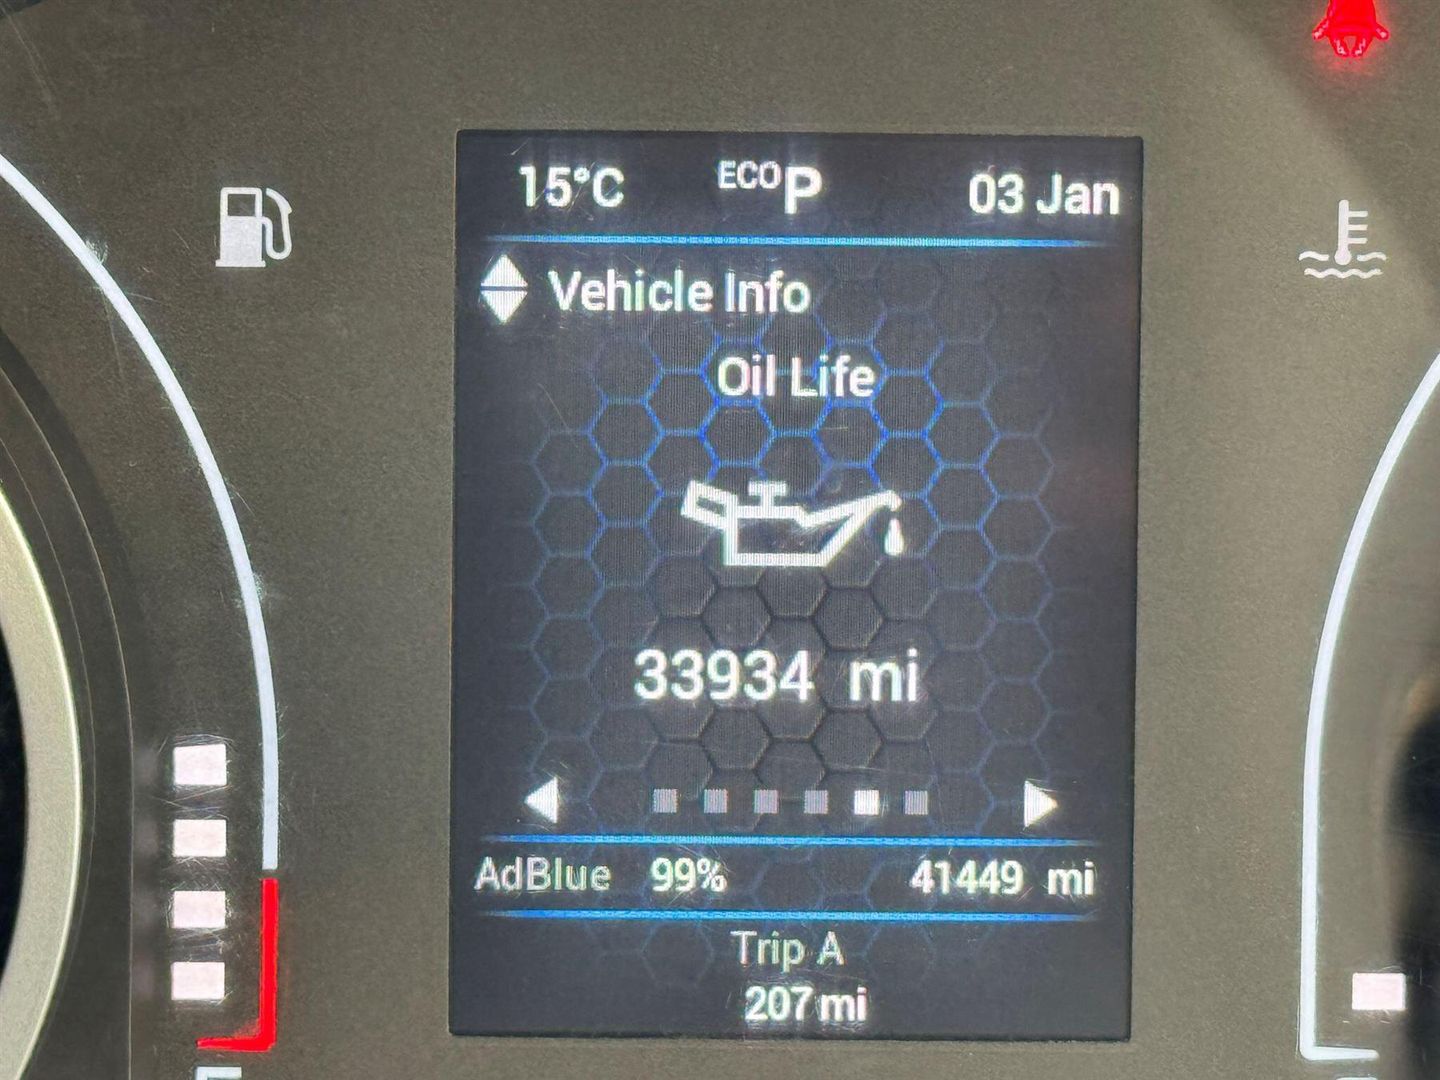 15°C ECO P 03 Jan
Vehicle Info
Oil Life
33934 mi
AdBlue 99% 41449 mi
Trip A
207 mi